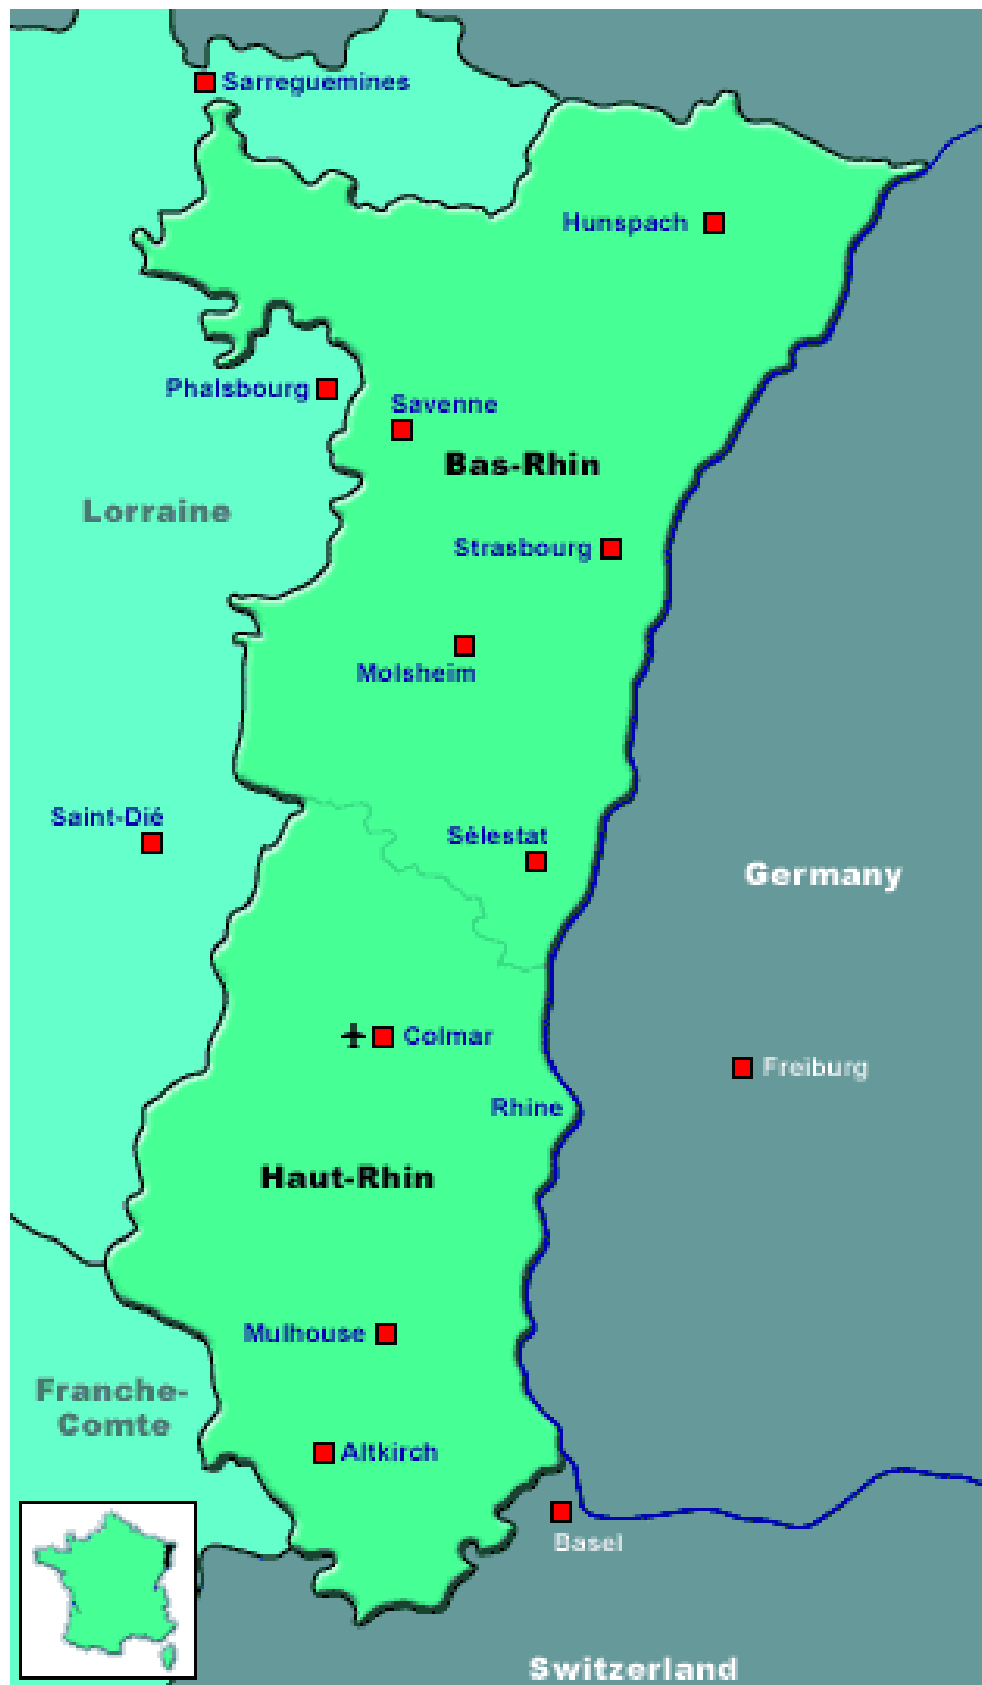 Sarreguemines
Hunspach
Phalsbourg
Savenne
Bas-Rhin
Lorraine
Strasbourg
Molsheim
Saint-Dié
Sélestat
Germany
Colmar
Freiburg
Rhine
Haut-Rhin
Mulhouse
Franche-
Comte
Altkirch
Basel
Switzerland